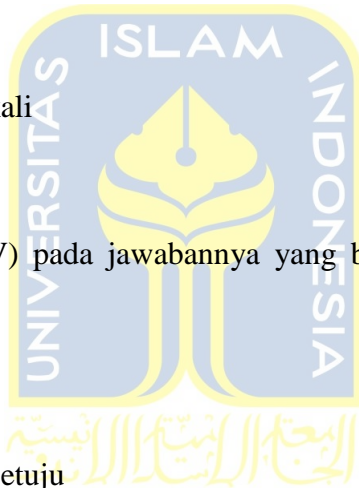 ISLAM
UNIVERSITAS
INDONESIA
ali
V) pada jawabannya yang b
etuju